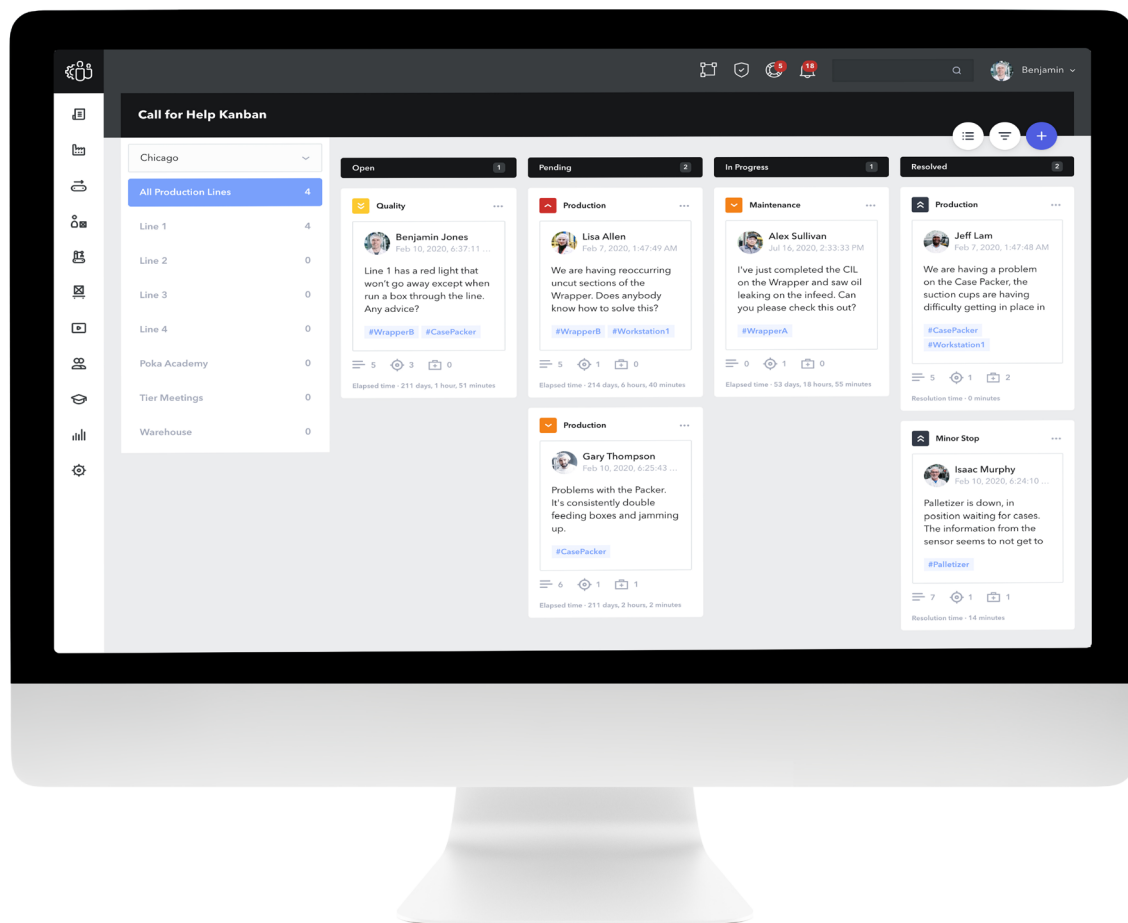 5
18
Benjamin
Call for Help Kanban
Chicago
All Production Lines 4
Line 1 4
Line 2 0
Line 3 0
Line 4 0
Poka Academy 0
Tier Meetings 0
Warehouse 0
Open 1
Quality
Benjamin Jones
Feb 10, 2020, 6:37:11 ...
Line 1 has a red light that
won't go away except when
run a box through the line.
Any advice?
#WrapperB #CasePacker
5 3 0
Elapsed time - 211 days, 1 hour, 51 minutes
Pending 2
Production
Lisa Allen
Feb 7, 2020, 1:47:49 AM
We are having reoccurring
uncut sections of the
Wrapper. Does anybody
know how to solve this?
#WrapperB #Workstation1
5 1 0
Elapsed time - 214 days, 6 hours, 40 minutes
Production
Gary Thompson
Feb 10, 2020, 6:25:43 ...
Problems with the Packer.
It's consistently double
feeding boxes and jamming
up.
#CasePacker
6 1 1
Elapsed time - 211 days, 2 hours, 2 minutes
In Progress 1
Maintenance
Alex Sullivan
Jul 16, 2020, 2:33:33 PM
I've just completed the CIL
on the Wrapper and saw oil
leaking on the infeed. Can
you please check this out?
#WrapperA
0 1 0
Elapsed time - 53 days, 18 hours, 55 minutes
Resolved 2
Production
Jeff Lam
Feb 7, 2020, 1:47:48 AM
We are having a problem
on the Case Packer, the
suction cups are having
difficulty getting in place in
#CasePacker
#Workstation1
5 1 2
Resolution time - 0 minutes
Minor Stop
Isaac Murphy
Feb 10, 2020, 6:24:10 ...
Palletizer is down, in
position waiting for cases.
The information from the
sensor seems to not get to
#Palletizer
7 1 1
Resolution time - 14 minutes